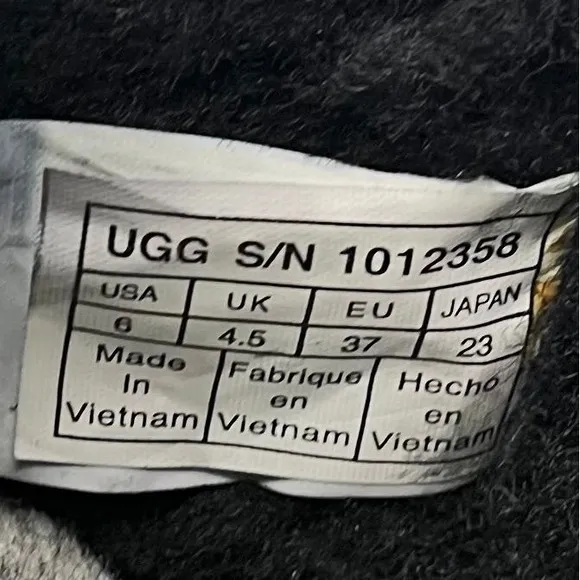 UGG S/N 1012358
USA UK EU JAPAN
6 4.5 37 23
Made Fabrique Hecho
In en en
Vietnam Vietnam Vietnam